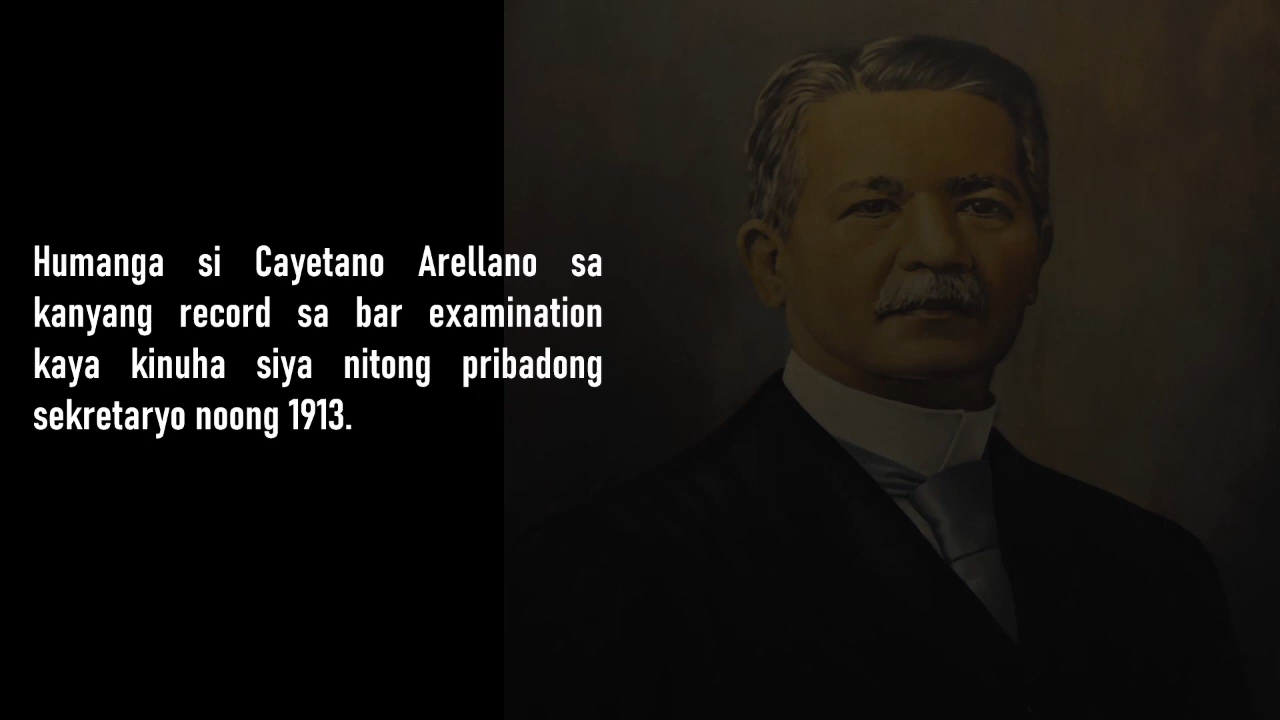 Humanga si Cayetano Arellano sa
kanyang record sa bar examination
kaya kinuha siya nitong pribadong
sekretaryo noong 1913.